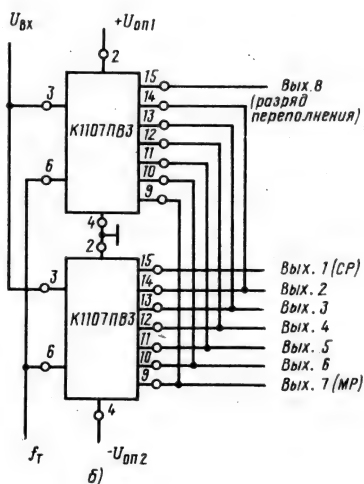 Uвх
+Uоп1
2
3
6
К1107ПВ3
15
14
13
12
11
10
9
4
Вых. 8
(разряд
переполнения)
2
3
6
К1107ПВ3
15
14
13
12
11
10
9
4
Вых. 1 (СР)
Вых. 2
Вых. 3
Вых. 4
Вых. 5
Вых. 6
Вых. 7 (МР)
fт
-Uоп2
б)